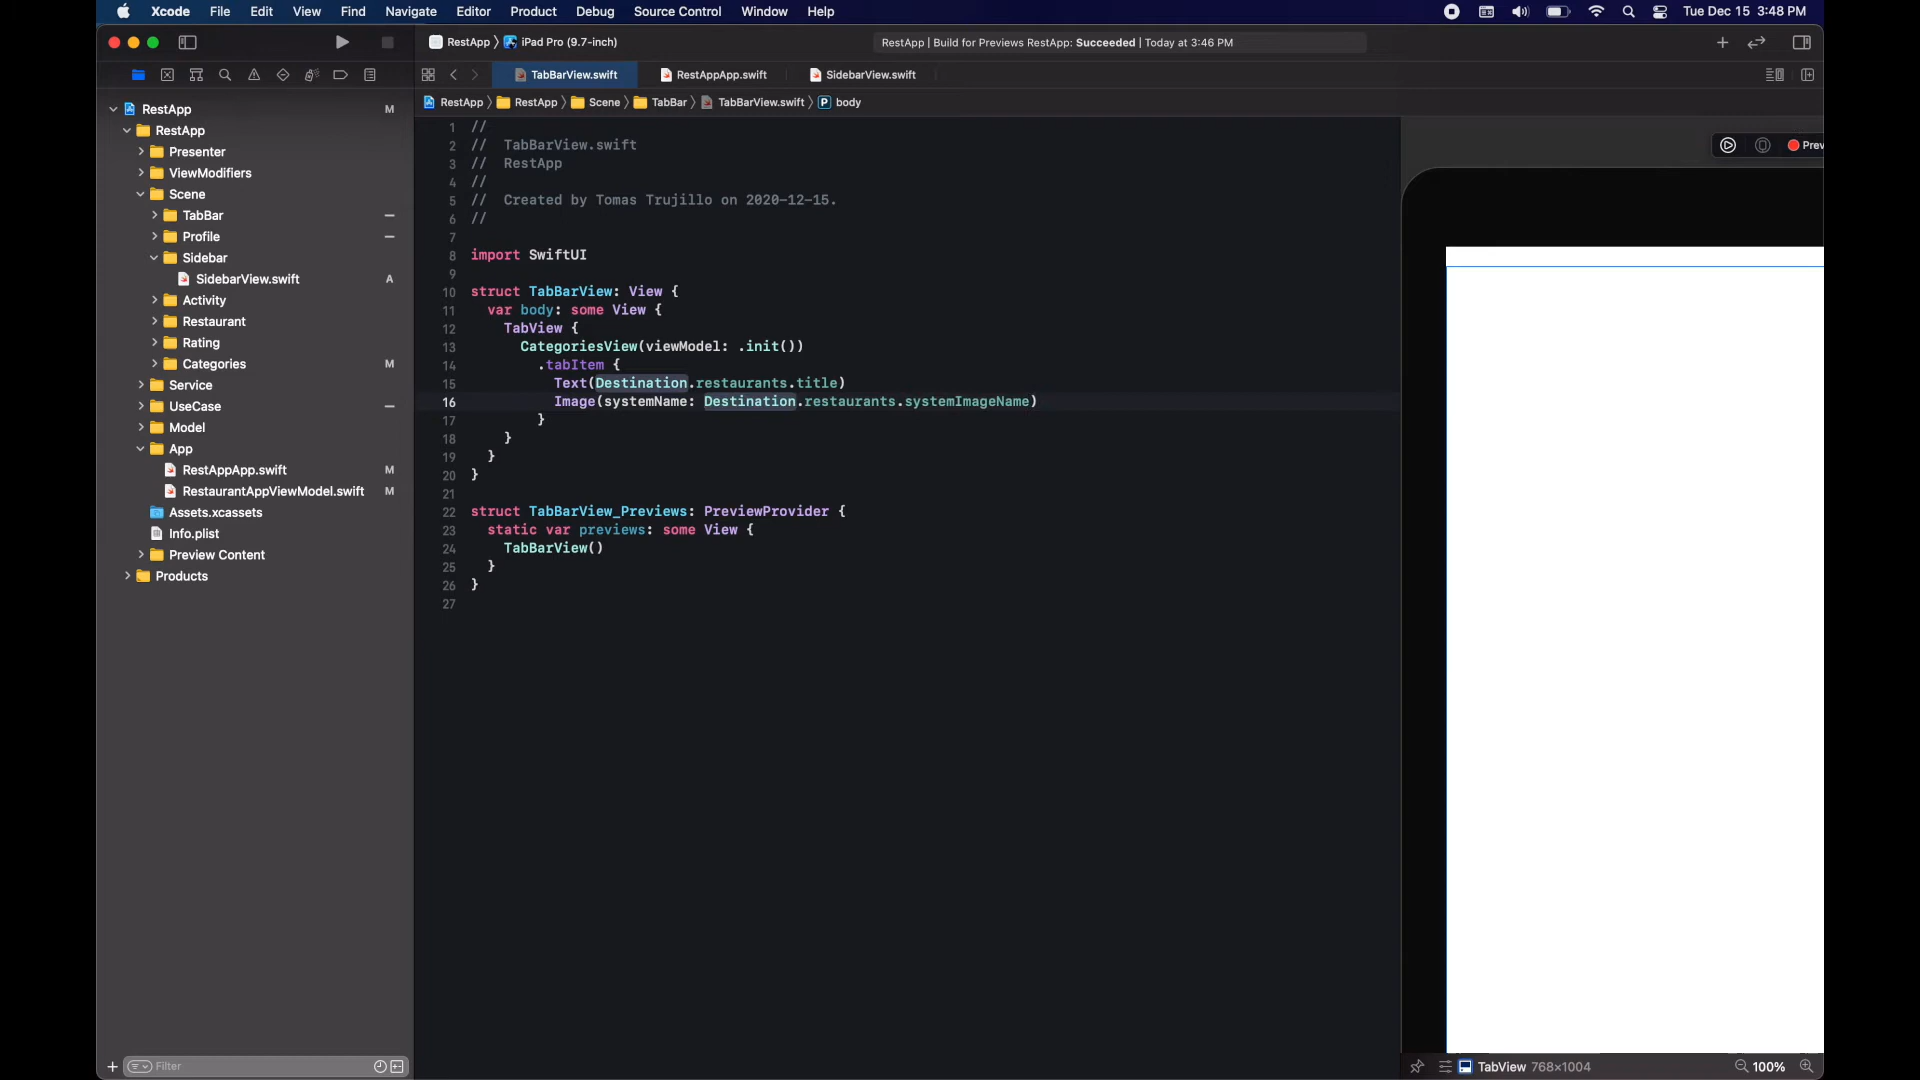 Xcode File Edit View Find Navigate Editor Product Debug Source Control Window Help Tue Dec 15 3:48 PM
RestApp iPad Pro (9.7-inch) RestApp | Build for Previews RestApp: Succeeded | Today at 3:46 PM
TabBarView.swift RestAppApp.swift SidebarView.swift
RestApp RestApp Scene TabBar TabBarView.swift P body
RestApp M
RestApp
Presenter
ViewModifiers
Scene
TabBar
Profile
Sidebar
SidebarView.swift A
Activity
Restaurant
Rating
Categories M
Service
UseCase
Model
App
RestAppApp.swift M
RestaurantAppViewModel.swift M
Assets.xcassets
Info.plist
Preview Content
Products
Filter
1 //
2 // TabBarView.swift
3 // RestApp
4 //
5 // Created by Tomas Trujillo on 2020-12-15.
6 //
7
8 import SwiftUI
9
10 struct TabBarView: View {
11 var body: some View {
12 TabView {
13 CategoriesView(viewModel: .init())
14 .tabItem {
15 Text(Destination.restaurants.title)
16 Image(systemName: Destination.restaurants.systemImageName)
17 }
18 }
19 }
20 }
21
22 struct TabBarView_Previews: PreviewProvider {
23 static var previews: some View {
24 TabBarView()
25 }
26 }
27
Prev
TabView 768×1004 100%